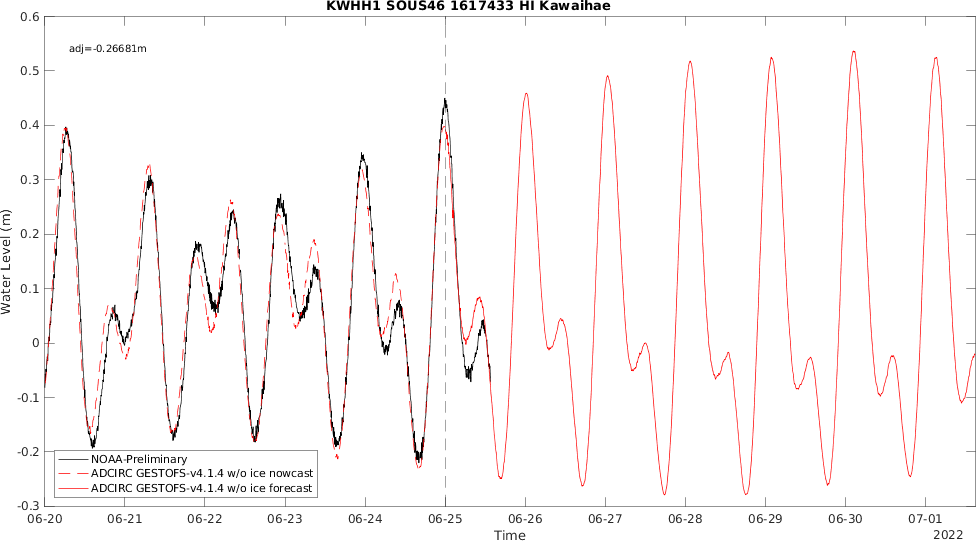 KWHH1 SOUS46 1617433 HI Kawaihae
adj=-0.26681m
0.6
0.5
0.4
0.3
0.2
0.1
0
-0.1
-0.2
-0.3
Water Level (m)
NOAA-Preliminary
ADCIRC GESTOFS-v4.1.4 w/o ice nowcast
ADCIRC GESTOFS-v4.1.4 w/o ice forecast
06-20 06-21 06-22 06-23 06-24 06-25 06-26 06-27 06-28 06-29 06-30 07-01
Time
2022